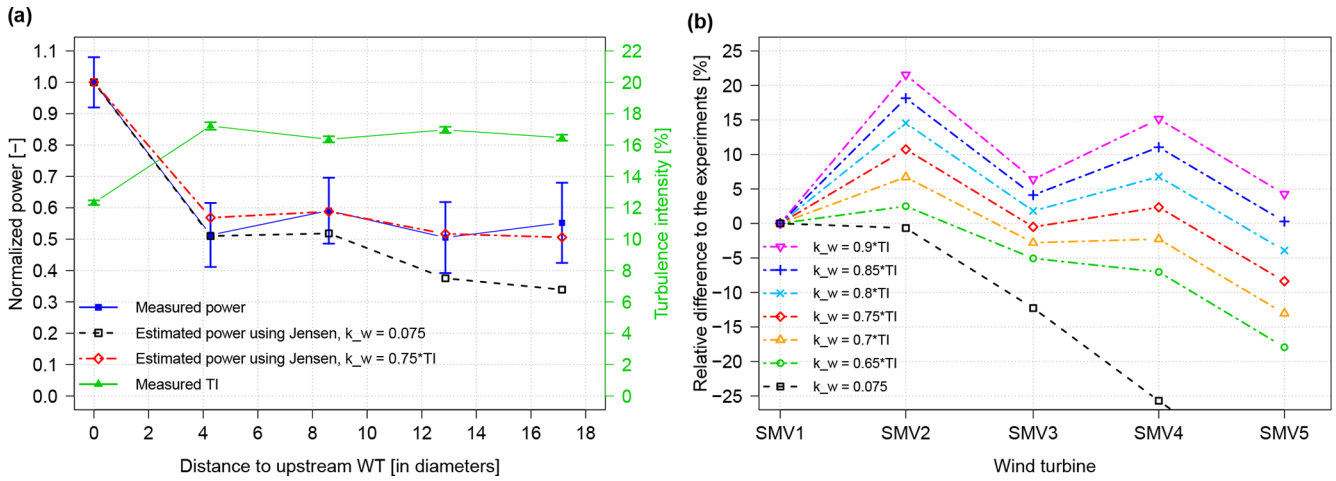 (a)
1.1
1.0
0.9
0.8
0.7
0.6
0.5
0.4
0.3
0.2
0.1
0.0
Normalized power [−]
0 2 4 6 8 10 12 14 16 18
Distance to upstream WT [in diameters]
22
20
18
16
14
12
10
8
6
4
2
0
Turbulence intensity [%]
Measured power
Estimated power using Jensen, k_w = 0.075
Estimated power using Jensen, k_w = 0.75*TI
Measured TI
(b)
25
20
15
10
5
0
−5
−10
−15
−20
−25
Relative difference to the experiments [%]
k_w = 0.9*TI
k_w = 0.85*TI
k_w = 0.8*TI
k_w = 0.75*TI
k_w = 0.7*TI
k_w = 0.65*TI
k_w = 0.075
SMV1 SMV2 SMV3 SMV4 SMV5
Wind turbine